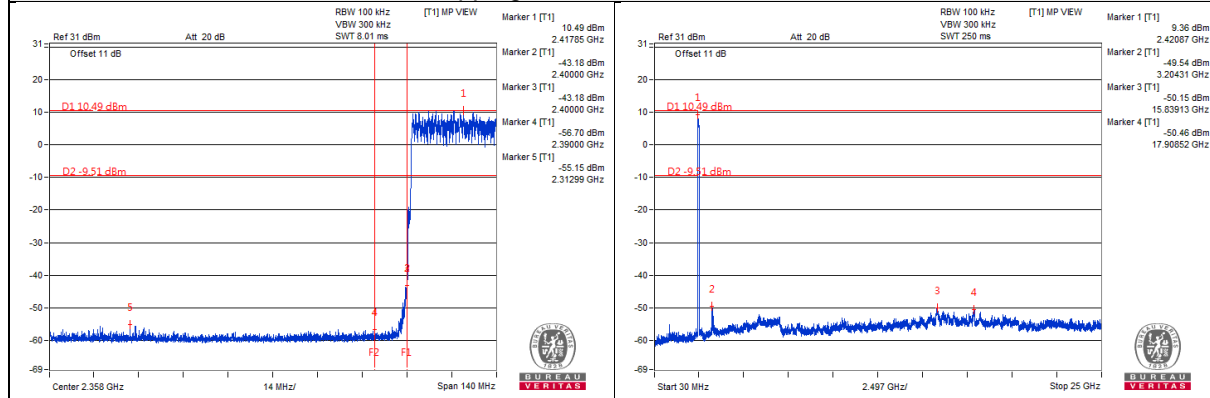 RBW 100 kHz
VBW 300 kHz
SWT 8.01 ms
[T1] MP VIEW
Ref 31 dBm
Att 20 dB
Offset 11 dB
Marker 1 [T1]
10.49 dBm
2.41785 GHz
Marker 2 [T1]
-43.18 dBm
2.40000 GHz
Marker 3 [T1]
-43.18 dBm
2.40000 GHz
Marker 4 [T1]
-56.70 dBm
2.39000 GHz
Marker 5 [T1]
-55.15 dBm
2.31299 GHz
31
20
10
0
-10
-20
-30
-40
-50
-60
-69
D1 10.49 dBm
D2 -9.51 dBm
1
3
4
5
F2
F1
Center 2.358 GHz
14 MHz/
Span 140 MHz
BUREAU VERITAS
1828
BUREAU
VERITAS
RBW 100 kHz
VBW 300 kHz
SWT 250 ms
[T1] MP VIEW
Ref 31 dBm
Att 20 dB
Offset 11 dB
Marker 1 [T1]
9.36 dBm
2.42087 GHz
Marker 2 [T1]
-49.54 dBm
3.20431 GHz
Marker 3 [T1]
-50.15 dBm
15.83913 GHz
Marker 4 [T1]
-50.46 dBm
17.90852 GHz
31
20
10
0
-10
-20
-30
-40
-50
-60
-69
D1 10.49 dBm
D2 -9.51 dBm
1
2
3
4
Start 30 MHz
2.497 GHz/
Stop 25 GHz
BUREAU VERITAS
1828
BUREAU
VERITAS